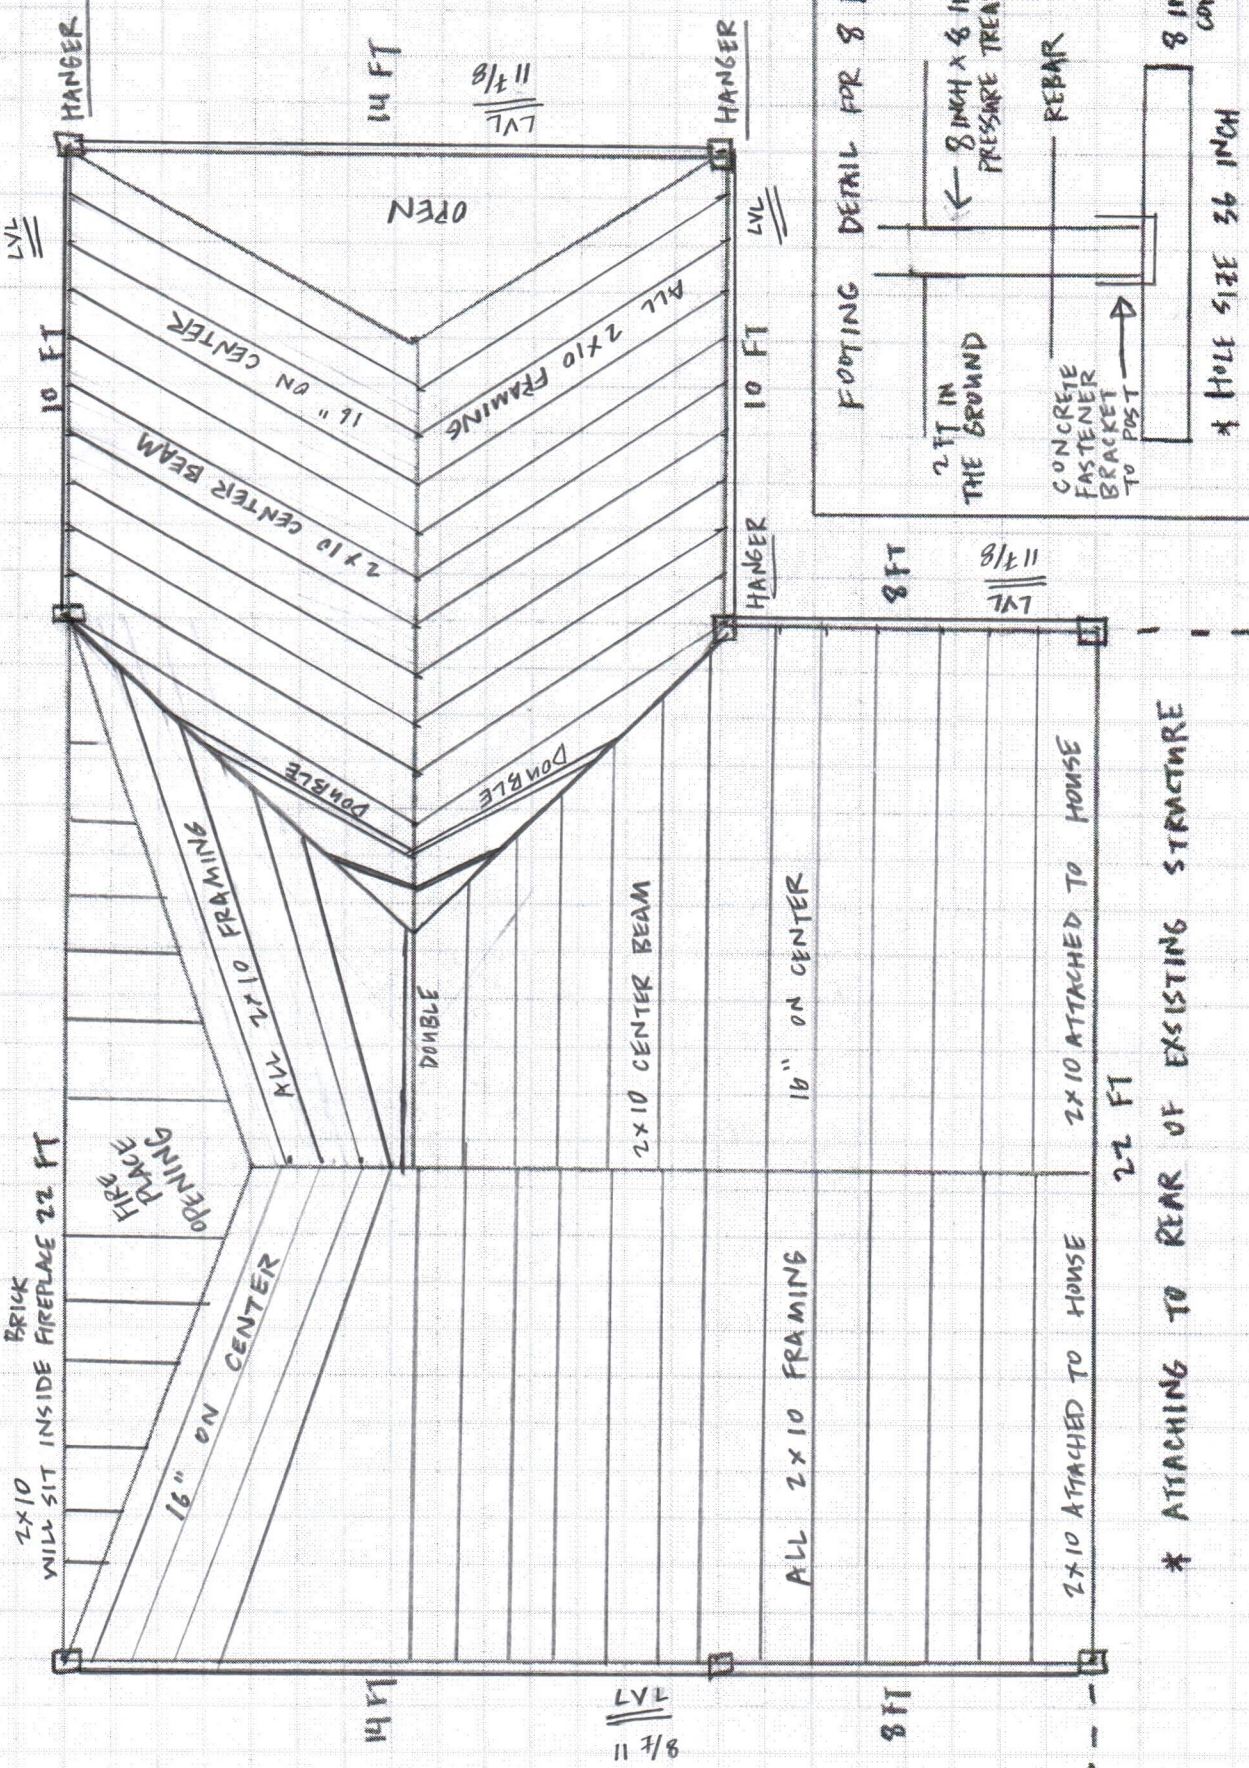 2X10 BRICK
WILL SIT INSIDE FIREPLACE 22 FT
10 FT
LVL
HANGER
FIRE
PLACE
OPENING
16" ON CENTER
ALL 2X10 FRAMING
DOUBLE
DOUBLE
DOUBLE
2X10 CENTER BEAM
16" ON CENTER
ALL 2X10 FRAMING
OPEN
14 FT
LVL
11 7/8
HANGER
LVL
10 FT
HANGER
14 FT
LVL
11 7/8
8 FT
2X10 CENTER BEAM
ALL 2X10 FRAMING
16" ON CENTER
2X10 ATTACHED TO HOUSE
2X10 ATTACHED TO HOUSE
8 FT
LVL
11 7/8
22 FT
* ATTACHING TO REAR OF EXSISTING STRUCTURE
FOOTING DETAIL FOR 8
2 FT IN
THE GROUND
8 INCH X 8
PRESSURE
REBAR
CONCRETE
FASTENER
BRACKET
TO POST
8
* HOLE SIZE 36 INCH